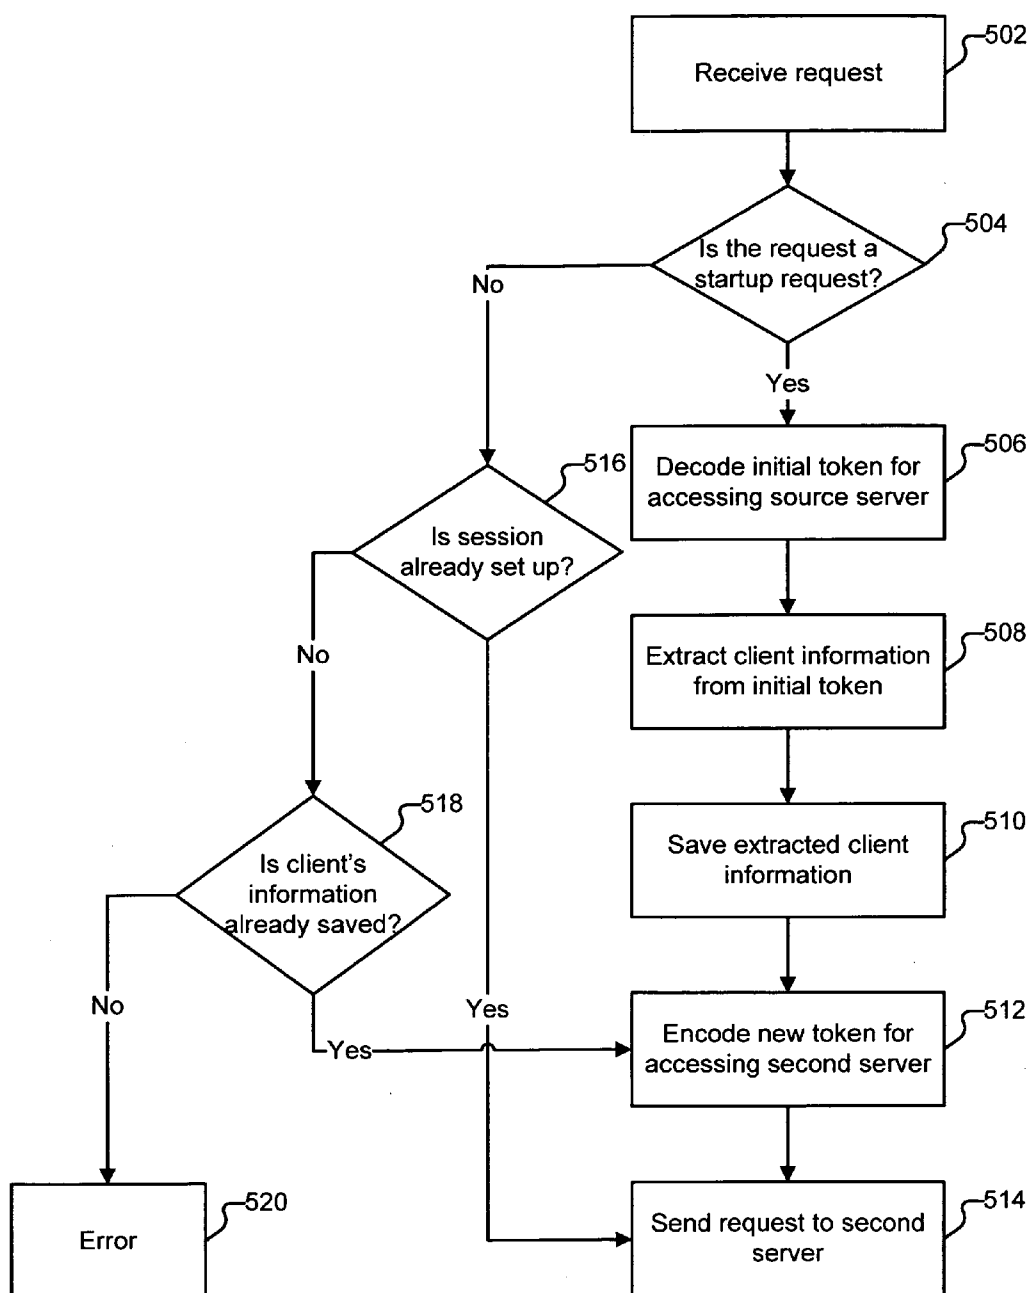 Receive request
502
Is the request a
startup request?
504
No
Yes
Decode initial token for
accessing source server
506
Is session
already set up?
516
Extract client information
from initial token
508
No
Save extracted client
information
510
Is client's
information
already saved?
518
No
Yes
Yes
Encode new token for
accessing second server
512
Error
520
Send request to second
server
514